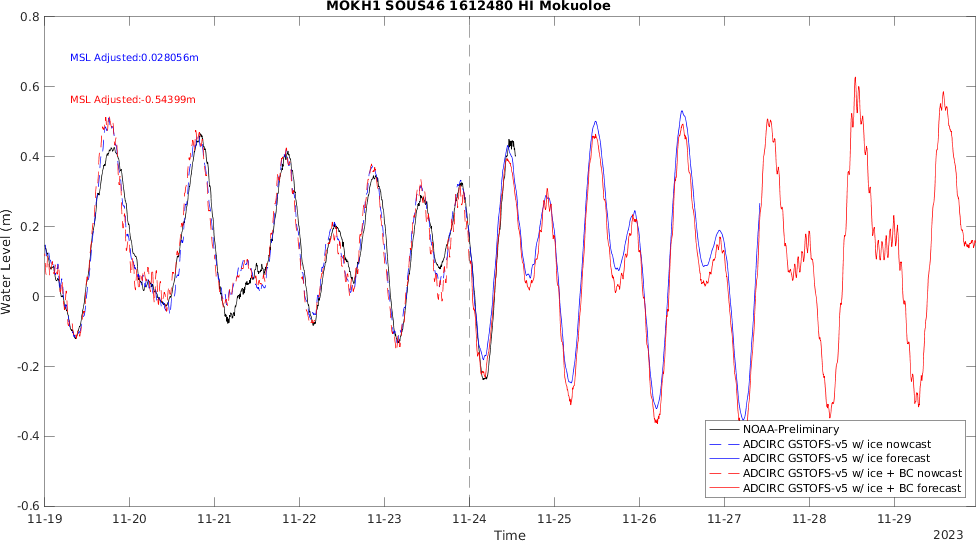 MOKH1 SOUS46 1612480 HI Mokuoloe
0.8
0.6
0.4
0.2
0
-0.2
-0.4
-0.6
Water Level (m)
MSL Adjusted:0.028056m
MSL Adjusted:-0.54399m
NOAA-Preliminary
ADCIRC GSTOFS-v5 w/ ice nowcast
ADCIRC GSTOFS-v5 w/ ice forecast
ADCIRC GSTOFS-v5 w/ ice + BC nowcast
ADCIRC GSTOFS-v5 w/ ice + BC forecast
11-19 11-20 11-21 11-22 11-23 11-24 11-25 11-26 11-27 11-28 11-29
Time
2023